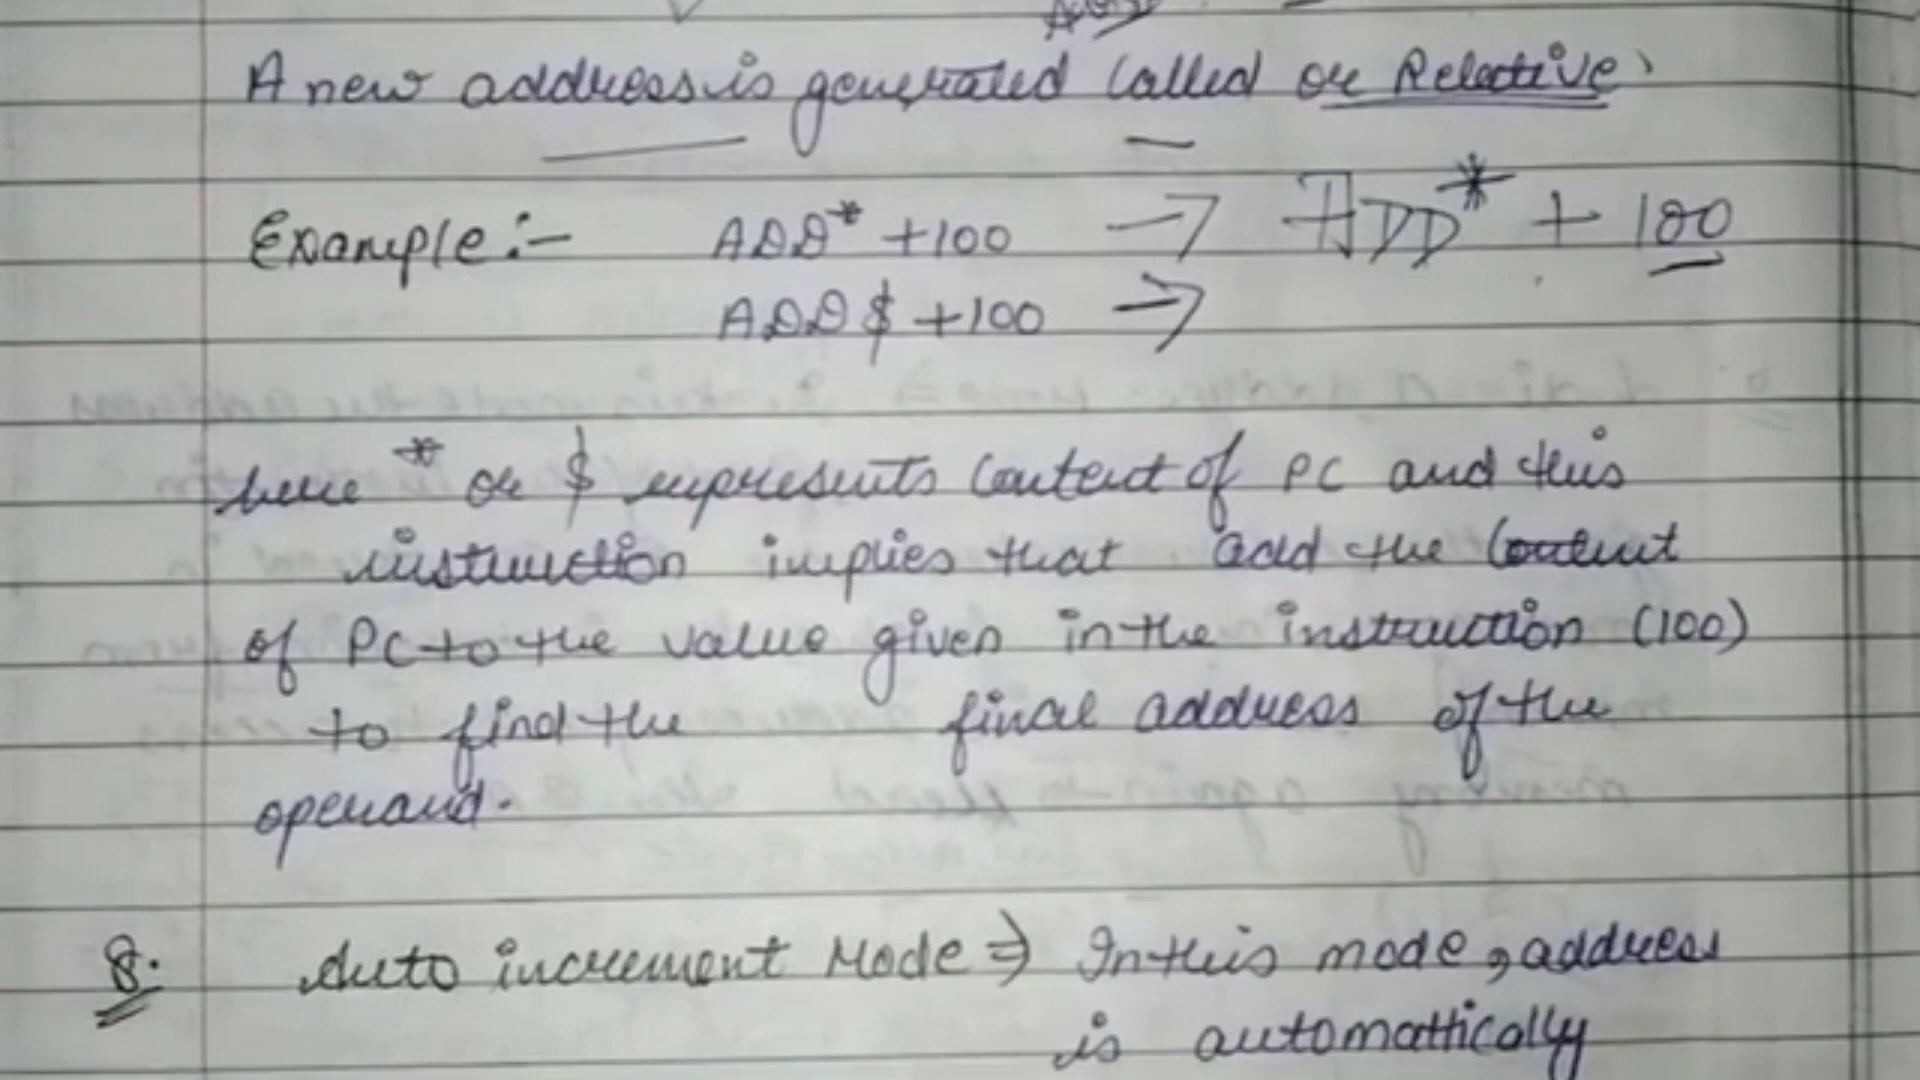 A new address is generated called or Relative
Example :- ADD* +100 → ADD* + 100
ADD $ +100 →
here * or $ represents content of PC and this
instruction implies that add the content
of PC to the value given in the instruction (100)
to find the final address of the
operand.
8. Auto increment Mode ⇒ In this mode, address
is automatically